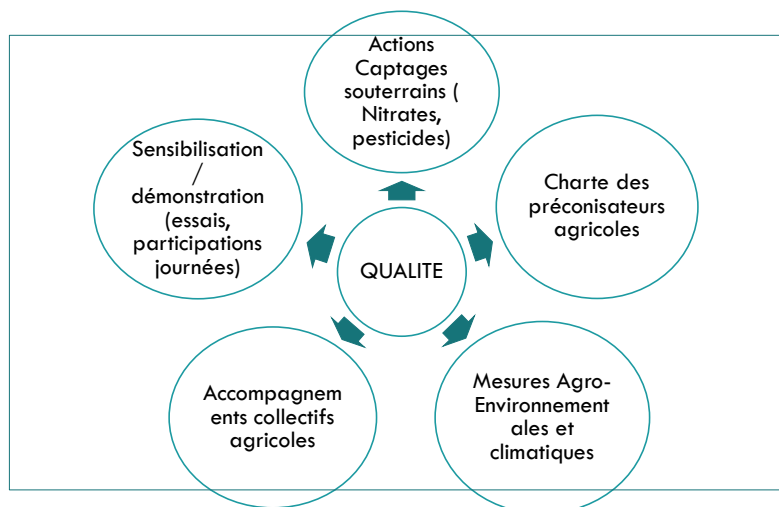 Actions
Captages
souterrains (
Nitrates,
pesticides)
Sensibilisation
/
démonstration
(essais,
participations
journées)
Charte des
préconisateurs
agricoles
QUALITE
Accompagnem
ents collectifs
agricoles
Mesures Agro-
Environnement
ales et
climatiques